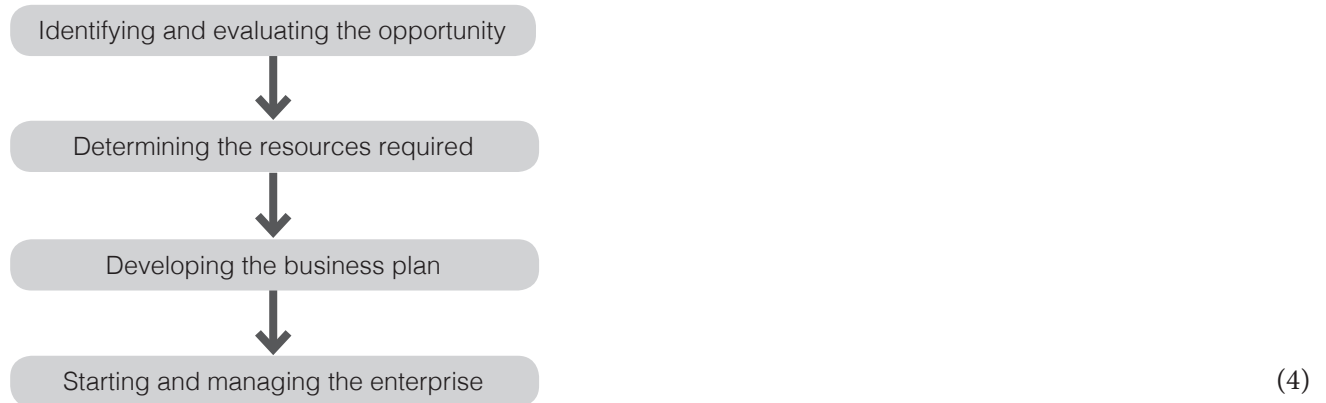 Identifying and evaluating the opportunity
Determining the resources required
Developing the business plan
Starting and managing the enterprise
(4)